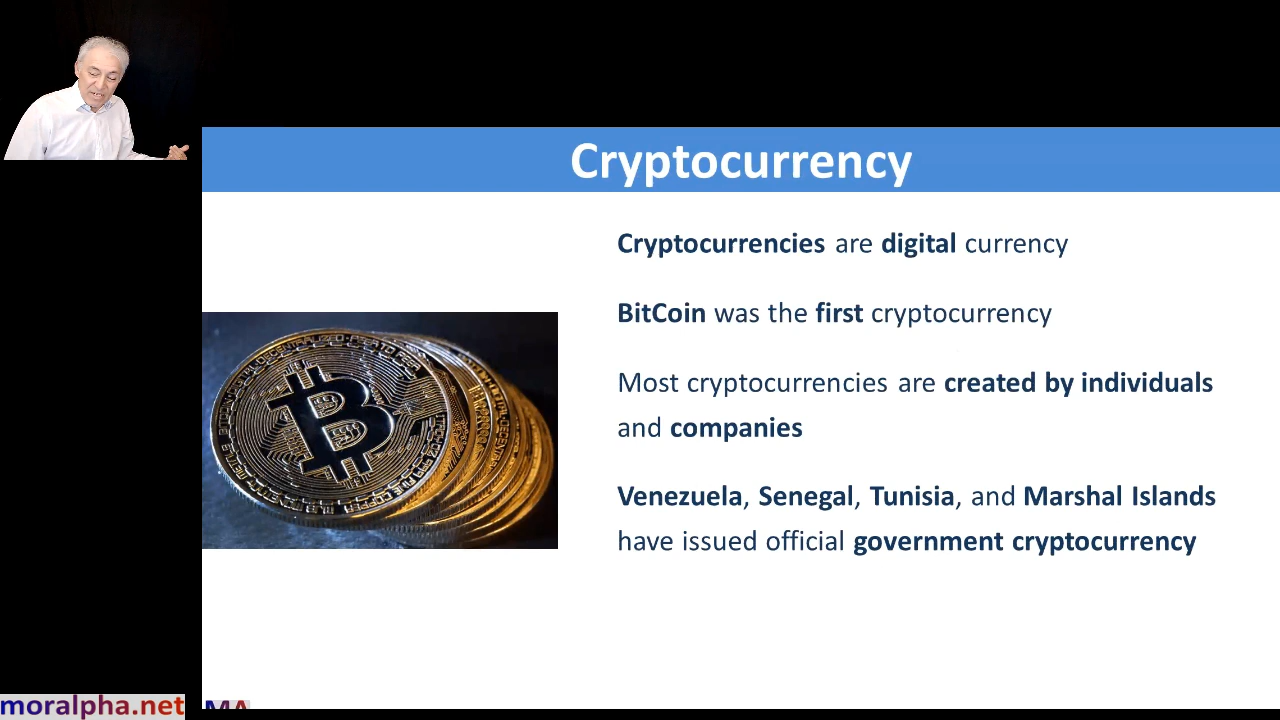 Cryptocurrency
Cryptocurrencies are digital currency
BitCoin was the first cryptocurrency
Most cryptocurrencies are created by individuals
and companies
Venezuela, Senegal, Tunisia, and Marshal Islands
have issued official government cryptocurrency
moralpha.net
MA